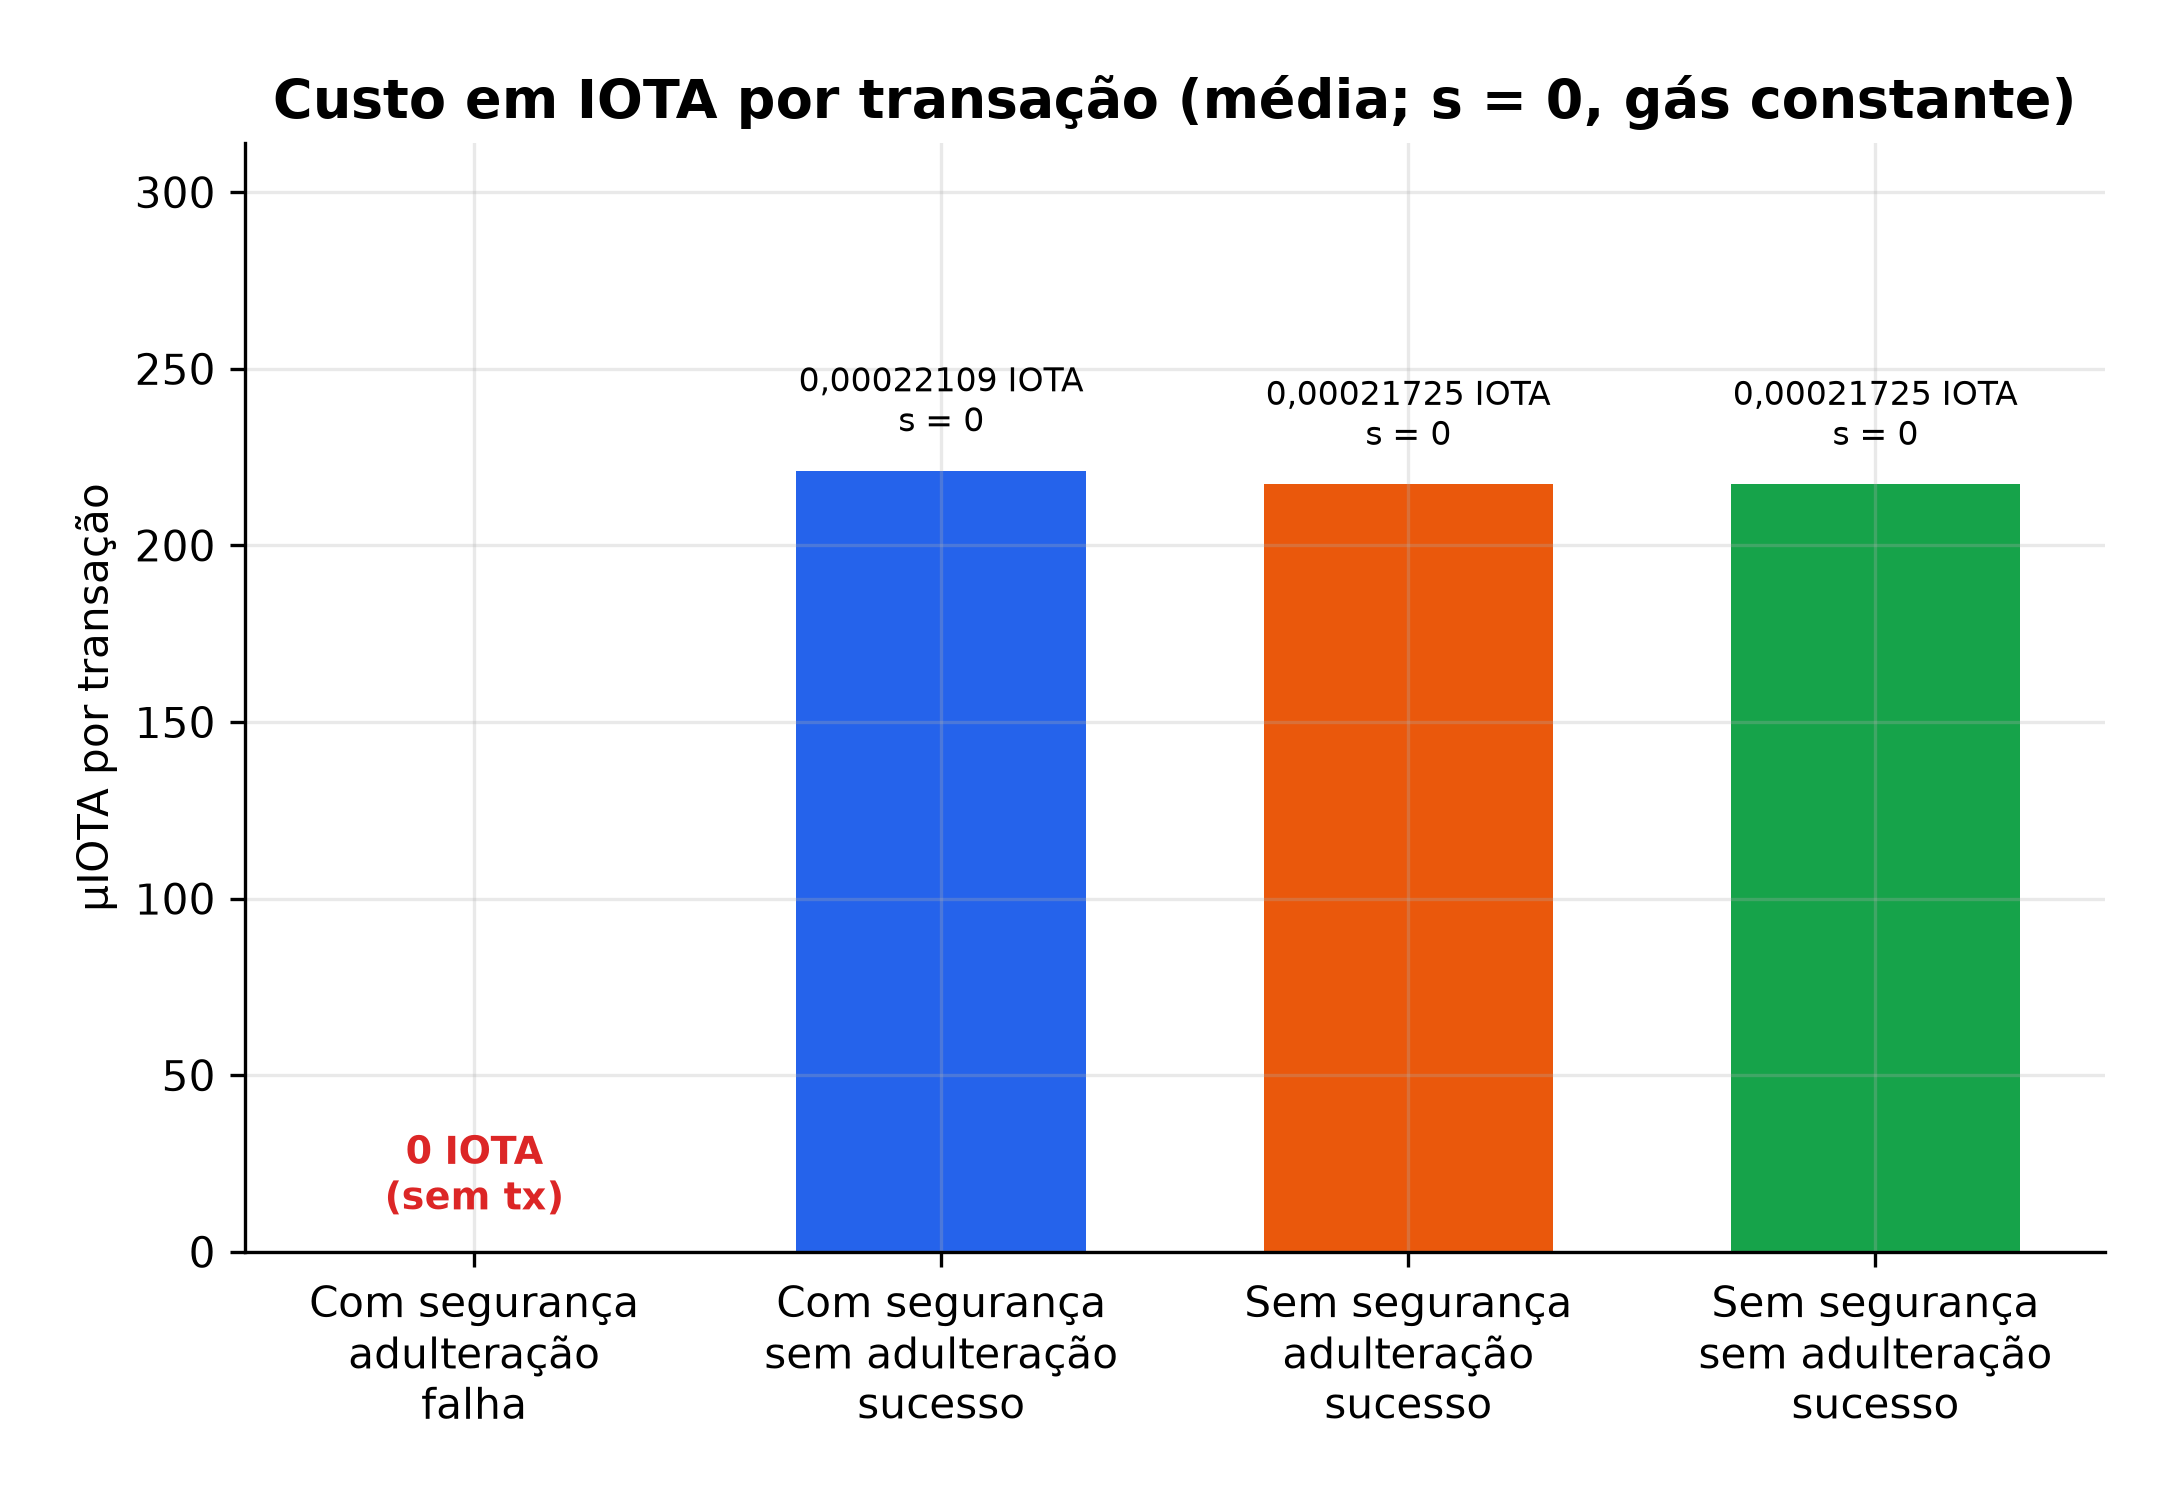 Custo em IOTA por transação (média; s = 0, gás constante)
µIOTA por transação
300
250
200
150
100
50
0
0 IOTA
(sem tx)
0,00022109 IOTA
s = 0
0,00021725 IOTA
s = 0
0,00021725 IOTA
s = 0
Com segurança
adulteração
falha
Com segurança
sem adulteração
sucesso
Sem segurança
adulteração
sucesso
Sem segurança
sem adulteração
sucesso